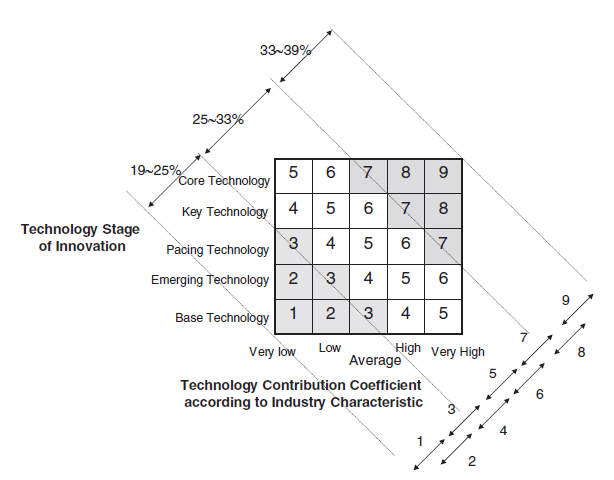 33~39%
25~33%
19~25%
Core Technology 5 6 7 8 9
Key Technology 4 5 6 7 8
Technology Stage
of Innovation
Pacing Technology 3 4 5 6 7
Emerging Technology 2 3 4 5 6
Base Technology 1 2 3 4 5
Very low Low Average High Very High
Technology Contribution Coefficient
according to Industry Characteristic
9
7
8
5
6
3
4
1
2